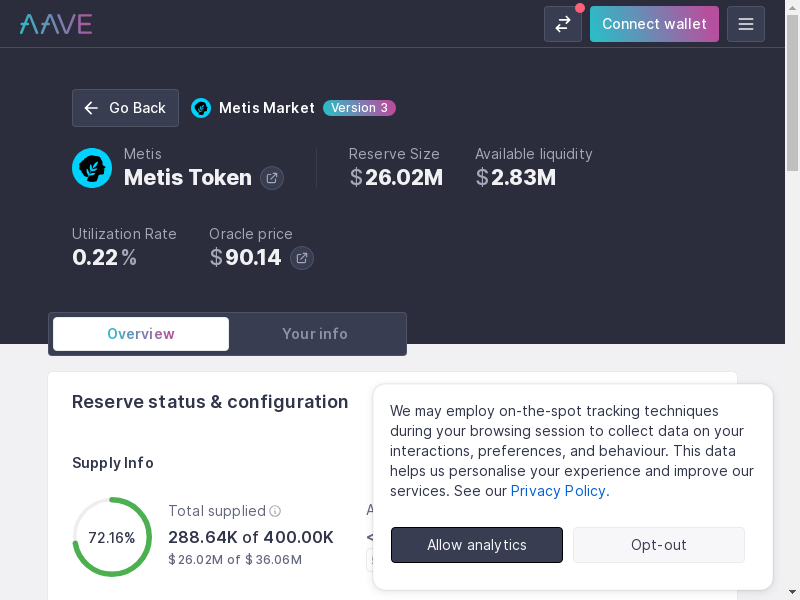 AAVE
Connect wallet
Go Back
Metis Market
Version 3
Metis
Metis Token
Reserve Size
$26.02M
Available liquidity
$2.83M
Utilization Rate
0.22%
Oracle price
$90.14
Overview
Your info
Reserve status & configuration
Supply Info
72.16%
Total supplied
288.64K of 400.00K
$26.02M of $36.06M
We may employ on-the-spot tracking techniques
during your browsing session to collect data on your
interactions, preferences, and behaviour. This data
helps us personalise your experience and improve our
services. See our Privacy Policy.
Allow analytics
Opt-out